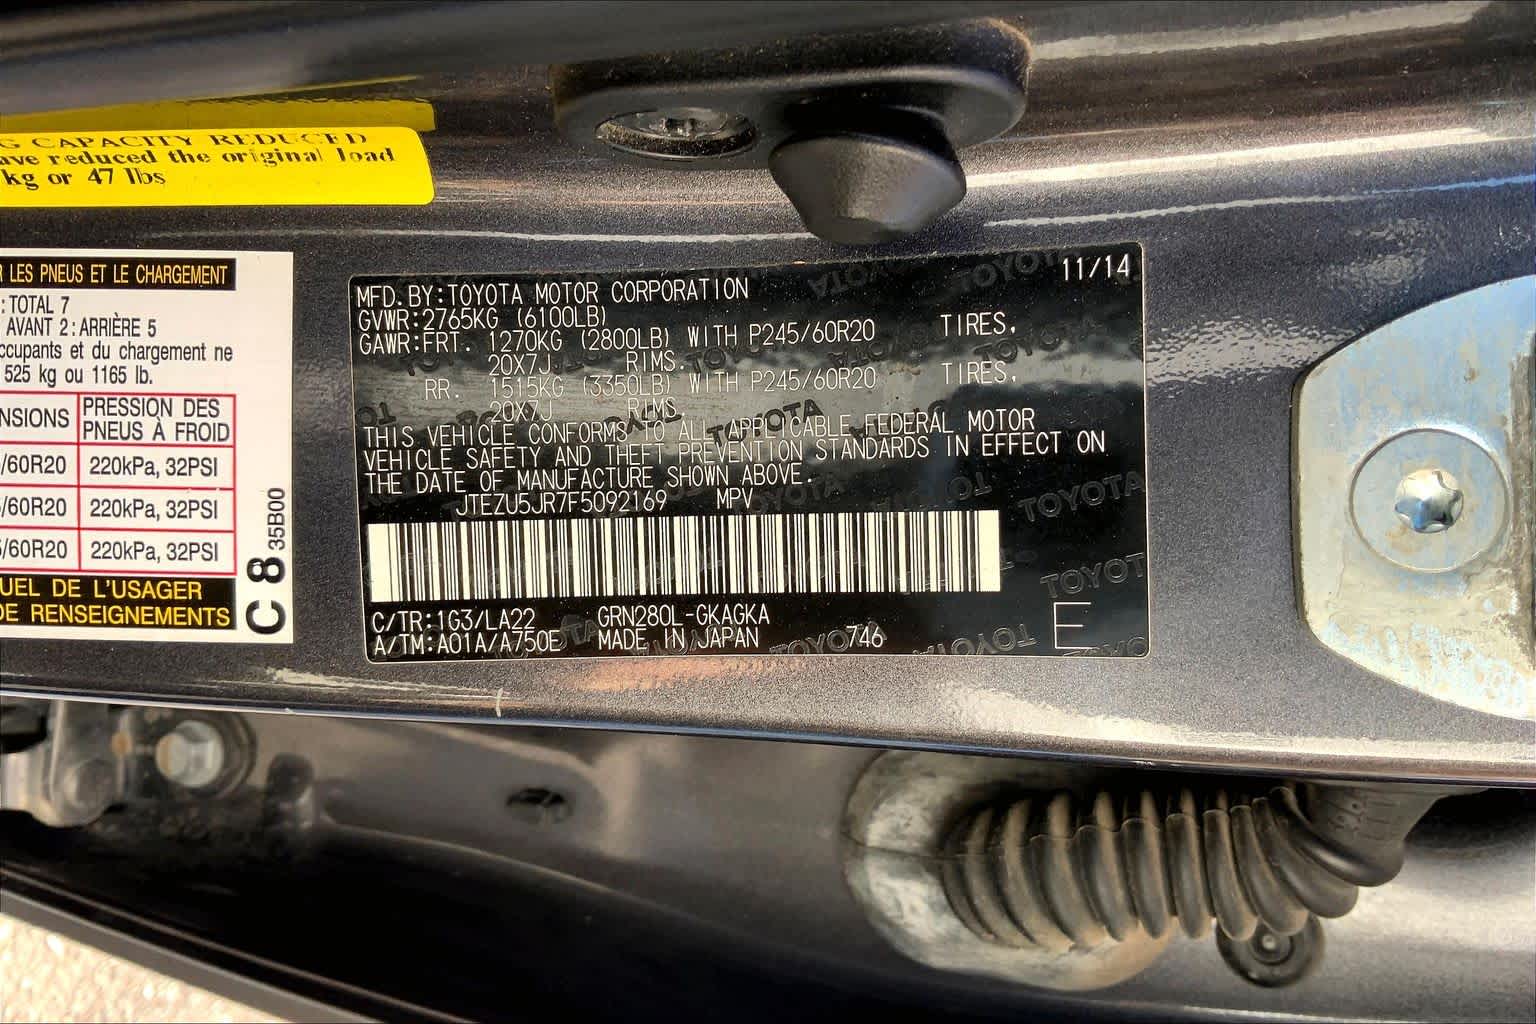 G CAPACITY REDUCED
ave reduced the original load
kg or 47 lbs
R LES PNEUS ET LE CHARGEMENT
: TOTAL 7
AVANT 2 : ARRIÈRE 5
ccupants et du chargement ne
525 kg ou 1165 lb.
NSIONS PRESSION DES PNEUS À FROID
/60R20 220kPa, 32PSI
/60R20 220kPa, 32PSI
5/60R20 220kPa, 32PSI
UEL DE L'USAGER
DE RENSEIGNEMENTS
C 8 35B00
11/14
MFD. BY:TOYOTA MOTOR CORPORATION
GVWR:2765KG (6100LB)
GAWR:FRT. 1270KG (2800LB) WITH P245/60R20 TIRES,
20X7J RIMS.
RR. 1515KG (3350LB) WITH P245/60R20 TIRES,
20X7J RIMS.
THIS VEHICLE CONFORMS TO ALL APPLICABLE FEDERAL MOTOR
VEHICLE SAFETY AND THEFT PREVENTION STANDARDS IN EFFECT ON
THE DATE OF MANUFACTURE SHOWN ABOVE.
JTEZU5JR7F5092169 MPV
C/TR:1G3/LA22 GRN280L-GKAGKA
A/TM:A01A/A750E MADE IN JAPAN 746
E